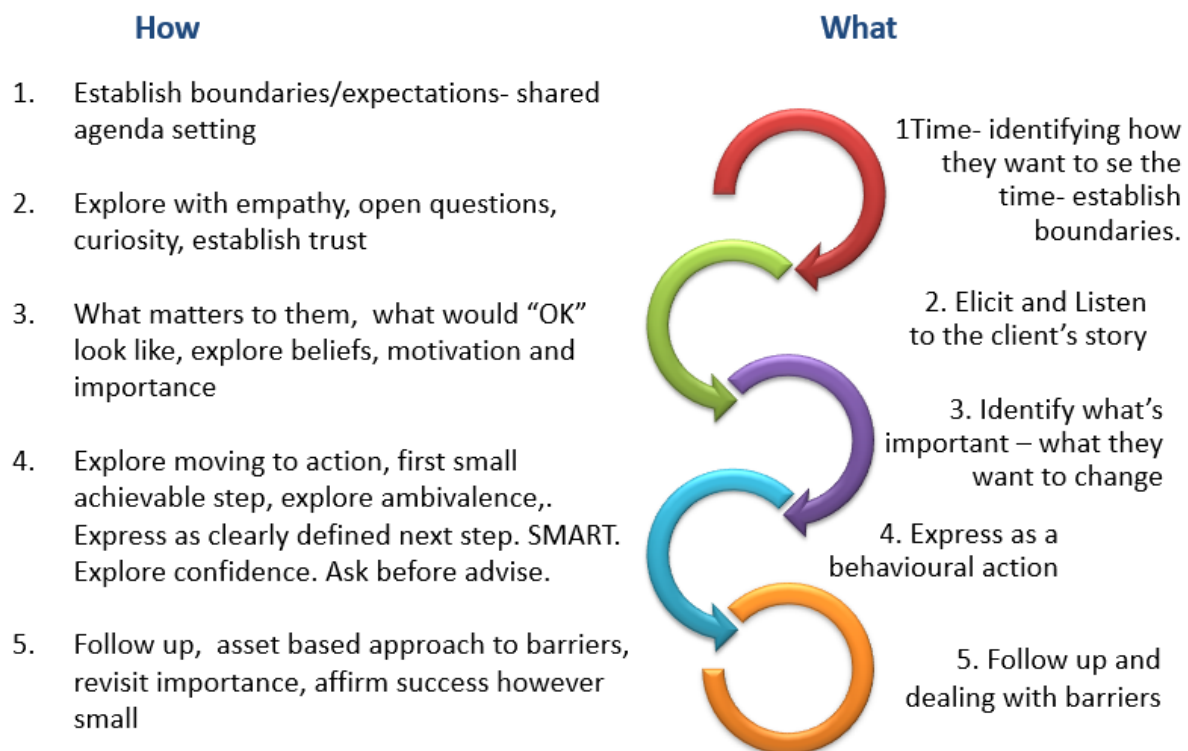 How
1. Establish boundaries/expectations- shared
agenda setting
2. Explore with empathy, open questions,
curiosity, establish trust
3. What matters to them,  what would “OK”
look like, explore beliefs, motivation and
importance
4. Explore moving to action, first small
achievable step, explore ambivalence,.
Express as clearly defined next step. SMART.
Explore confidence. Ask before advise.
5. Follow up,  asset based approach to barriers,
revisit importance, affirm success however
small
What
1Time- identifying how
they want to se the
time- establish
boundaries.
2. Elicit and Listen
to the client’s story
3. Identify what’s
important – what they
want to change
4. Express as a
behavioural action
5. Follow up and
dealing with barriers